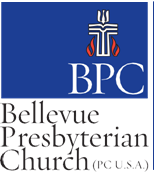 BPC
Bellevue
Presbyterian
Church (PC U.S.A.)